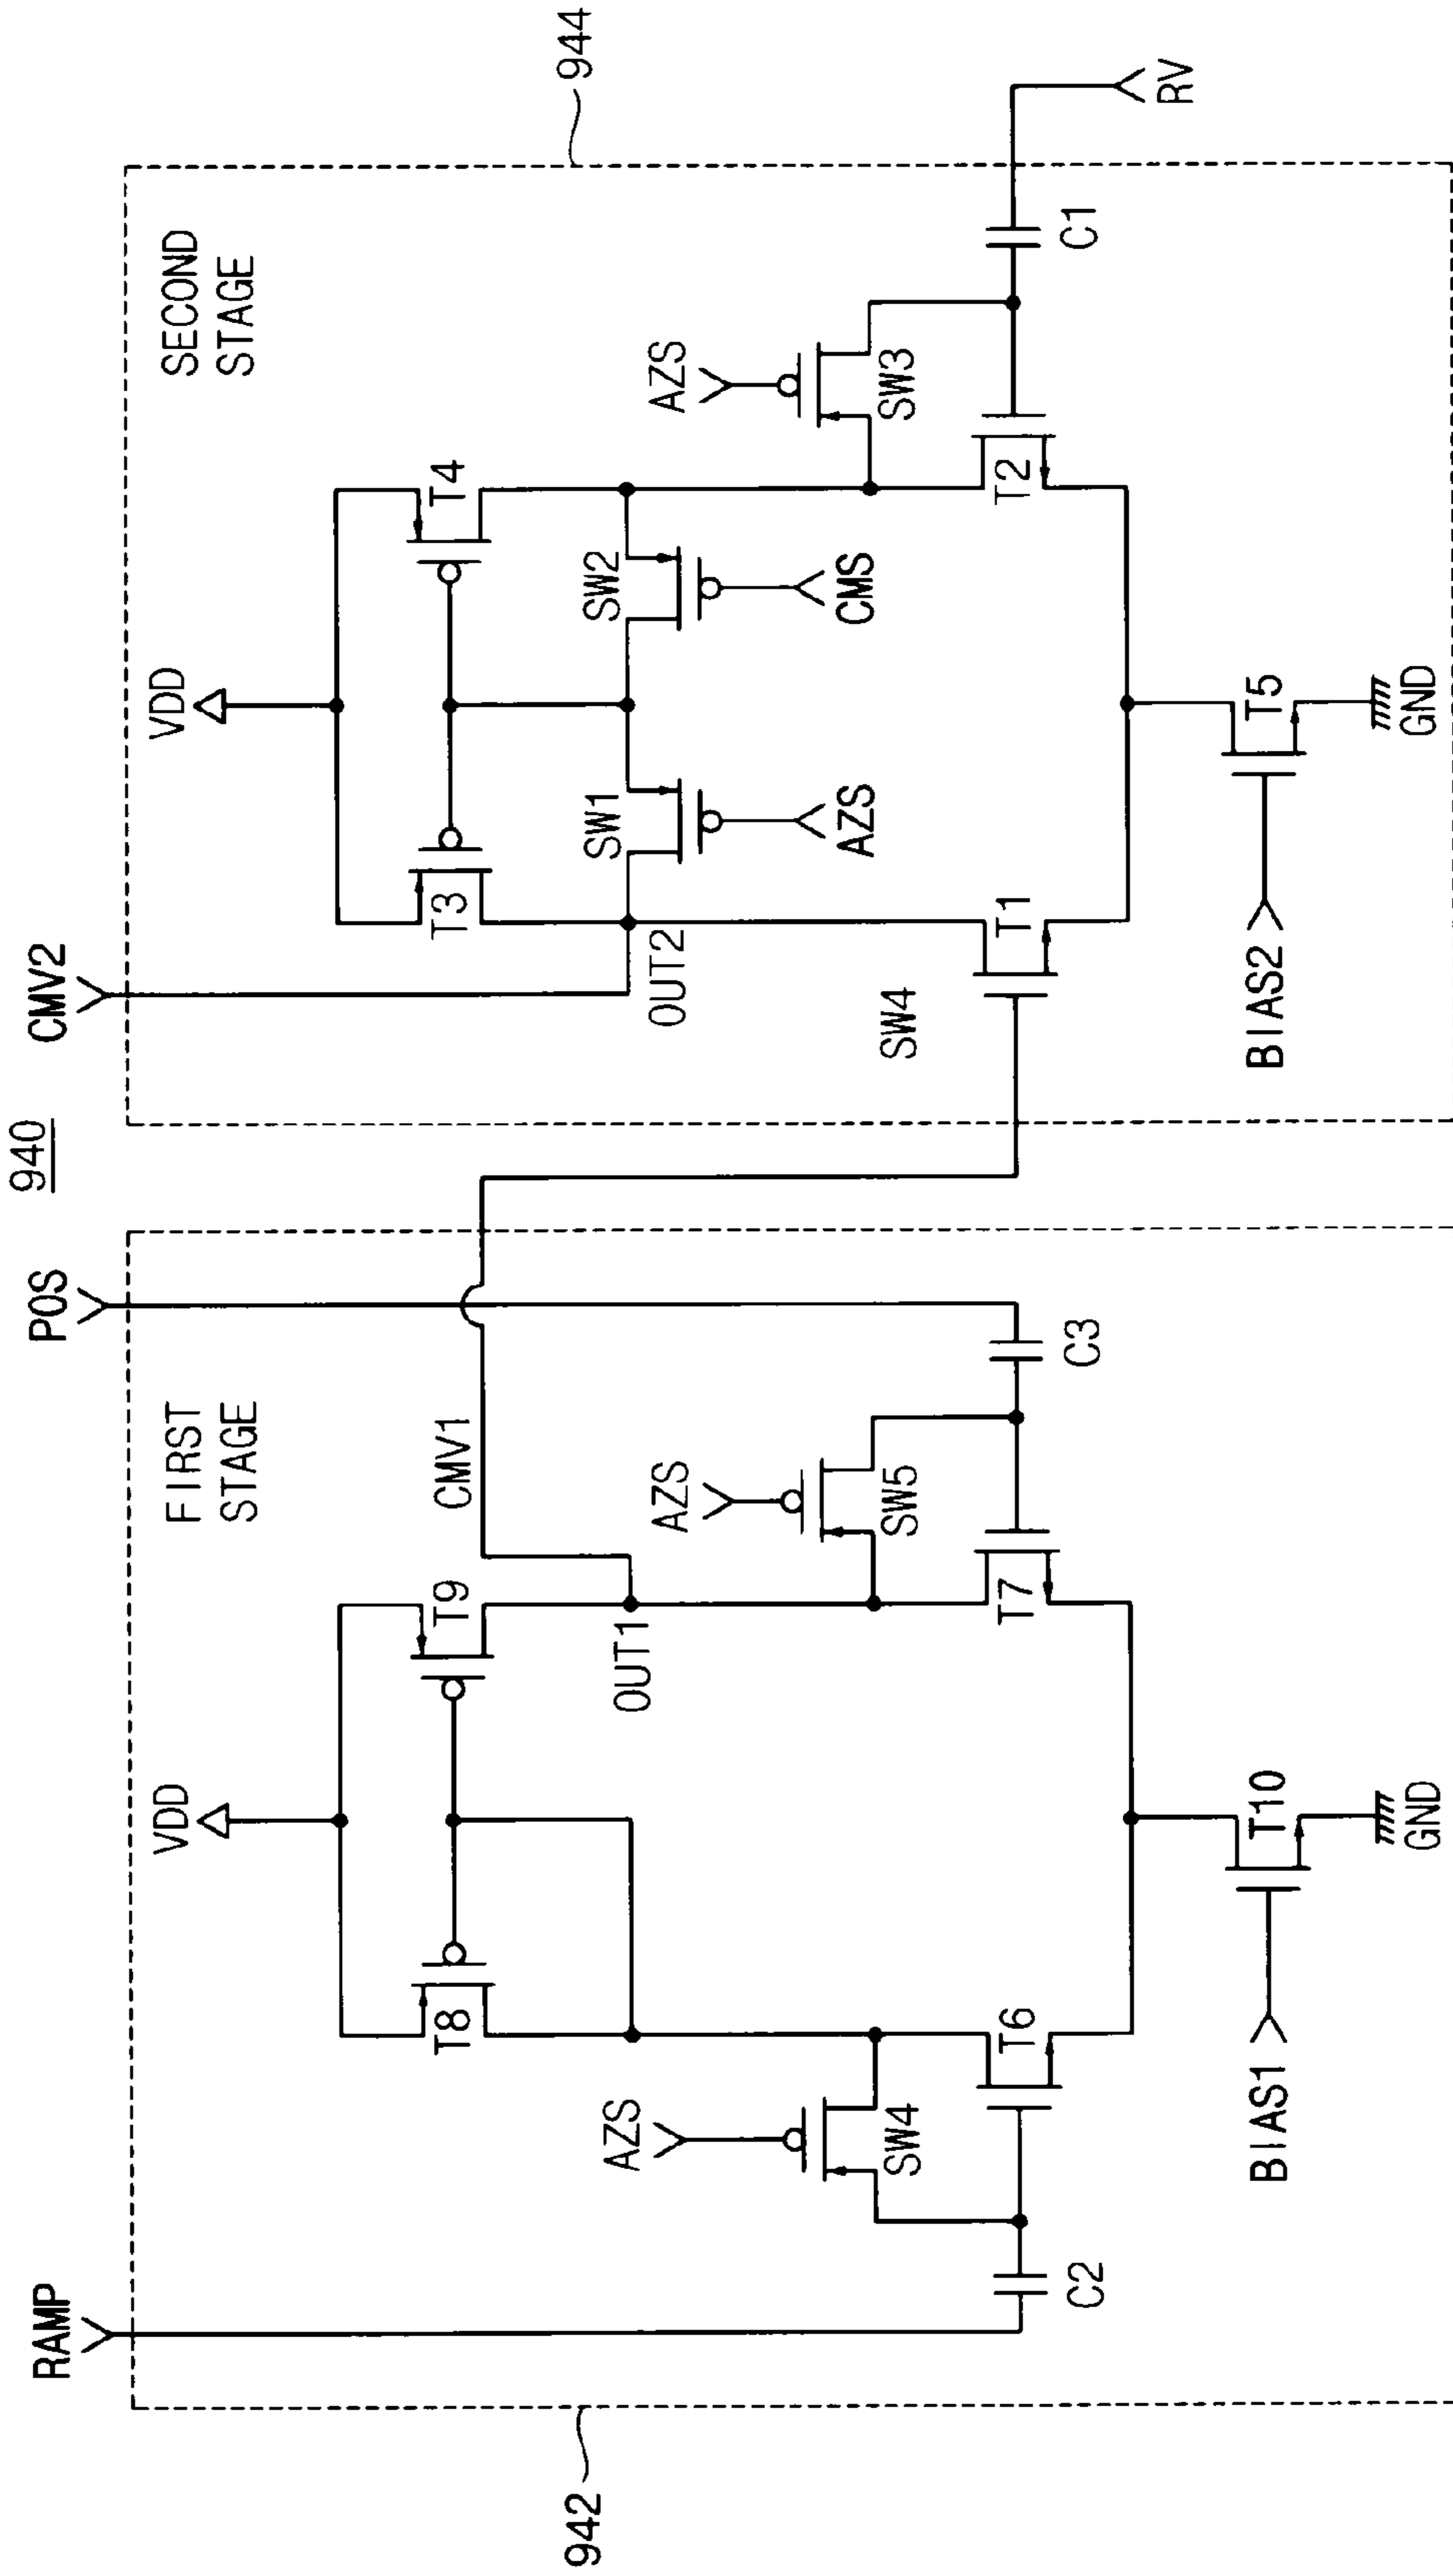 940
RAMP
POS
CMV2
942
944
FIRST
STAGE
VDD
T8
T9
CMV1
OUT1
AZS
SW4
AZS
SW5
T6
T7
C2
C3
BIAS1
T10
GND
SECOND
STAGE
VDD
T3
T4
OUT2
SW1
SW2
AZS
CMS
AZS
SW3
SW4
T1
T2
C1
RV
BIAS2
T5
GND